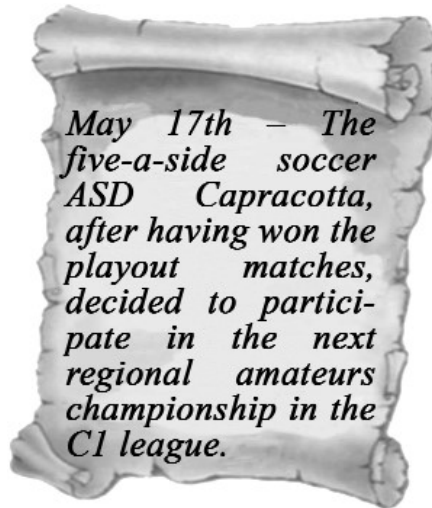 May 17th – The
five-a-side soccer
ASD Capracotta,
after having won the
playout matches,
decided to partici-
pate in the next
regional amateurs
championship in the
C1 league.